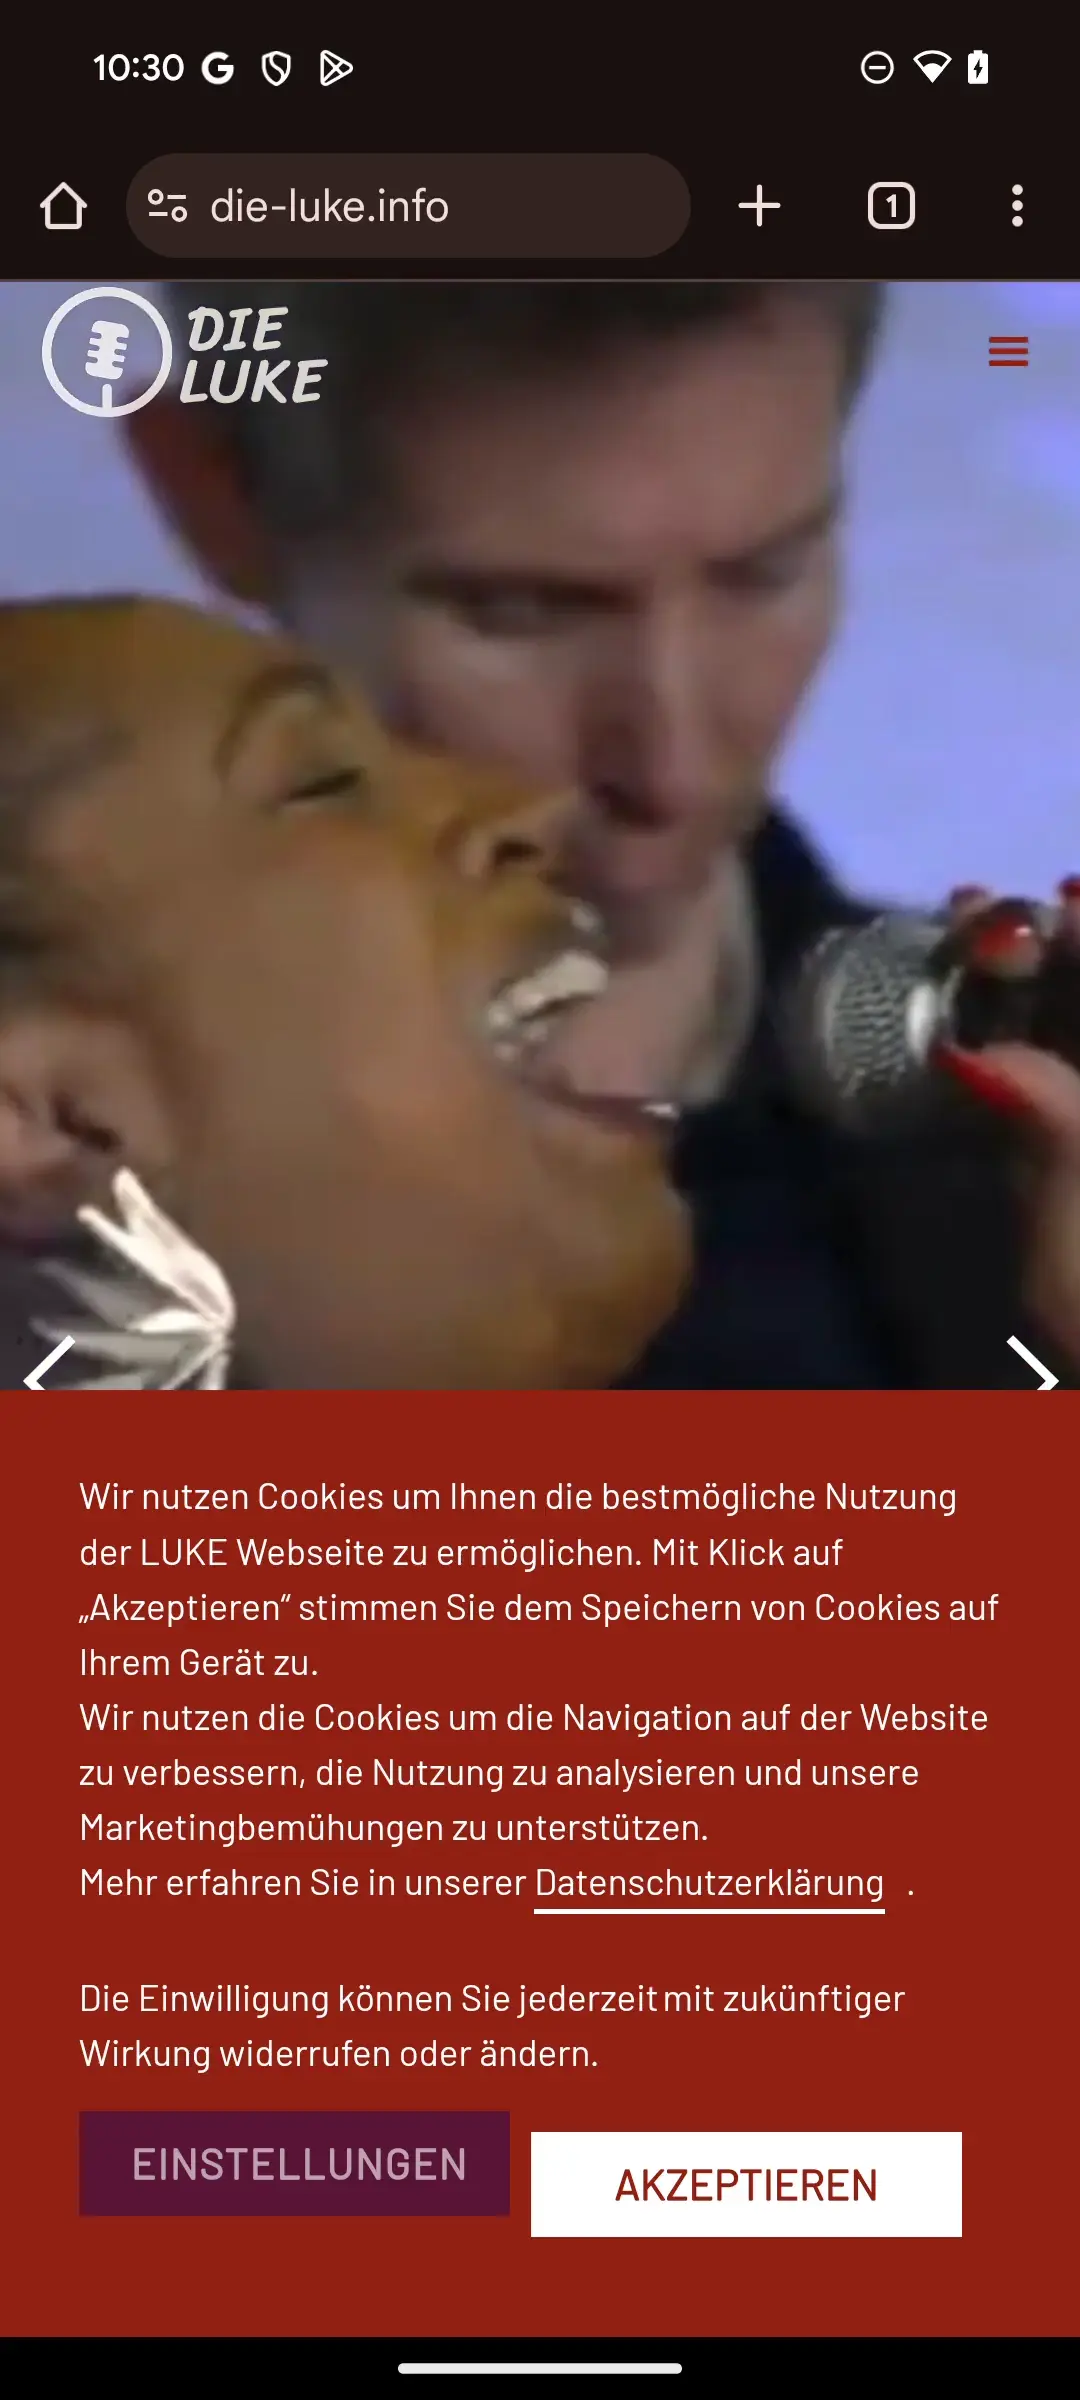 10:30
die-luke.info
1
DIE
LUKE
Wir nutzen Cookies um Ihnen die bestmögliche Nutzung
der LUKE Webseite zu ermöglichen. Mit Klick auf
„Akzeptieren“ stimmen Sie dem Speichern von Cookies auf
Ihrem Gerät zu.
Wir nutzen die Cookies um die Navigation auf der Website
zu verbessern, die Nutzung zu analysieren und unsere
Marketingbemühungen zu unterstützen.
Mehr erfahren Sie in unserer Datenschutzerklärung .
Die Einwilligung können Sie jederzeit mit zukünftiger
Wirkung widerrufen oder ändern.
EINSTELLUNGEN
AKZEPTIEREN